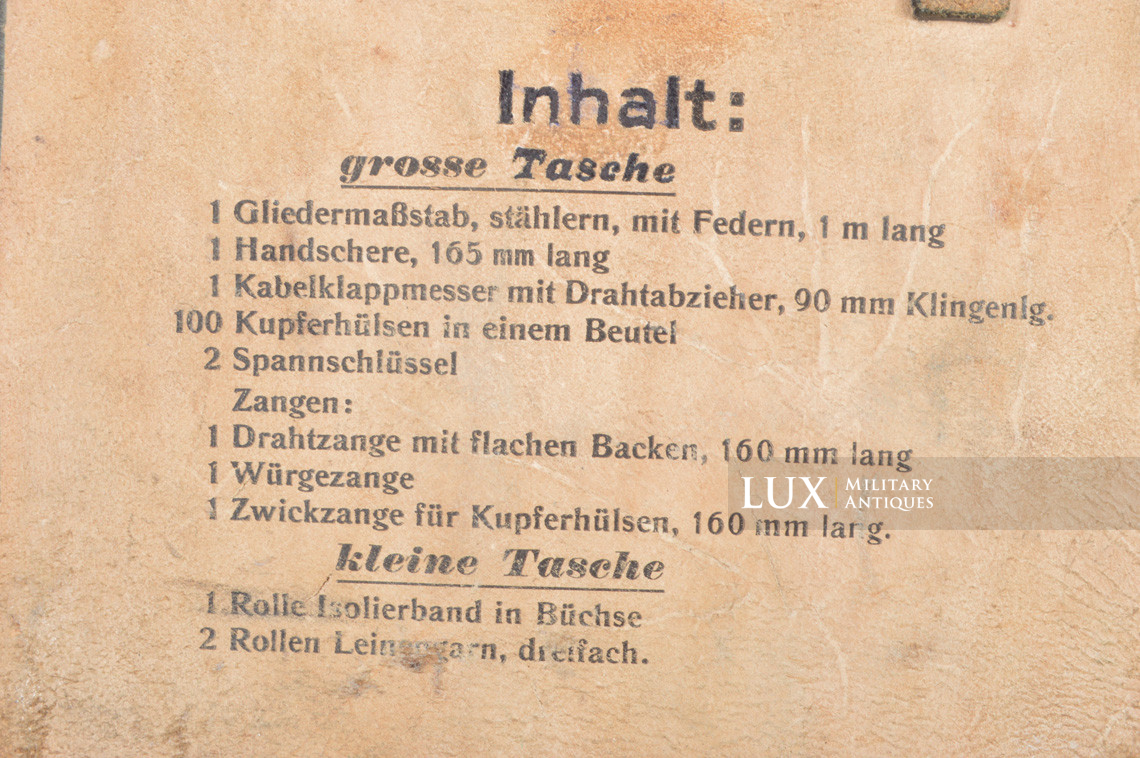 Inhalt:
grosse Tasche
1 Gliedermaßstab, stählern, mit Federn, 1 m lang
1 Handschere, 165 mm lang
1 Kabelklappmesser mit Drahtabzieher, 90 mm Klingenlg.
100 Kupferhülsen in einem Beutel
2 Spannschlüssel
Zangen:
1 Drahtzange mit flachen Backen, 160 mm lang
1 Würgezange
1 Zwickzange für Kupferhülsen, 160 mm lang.
kleine Tasche
1 Rolle Isolierband in Büchse
2 Rollen Leinengarn, dreifach.
LUX MILITARY ANTIQUES